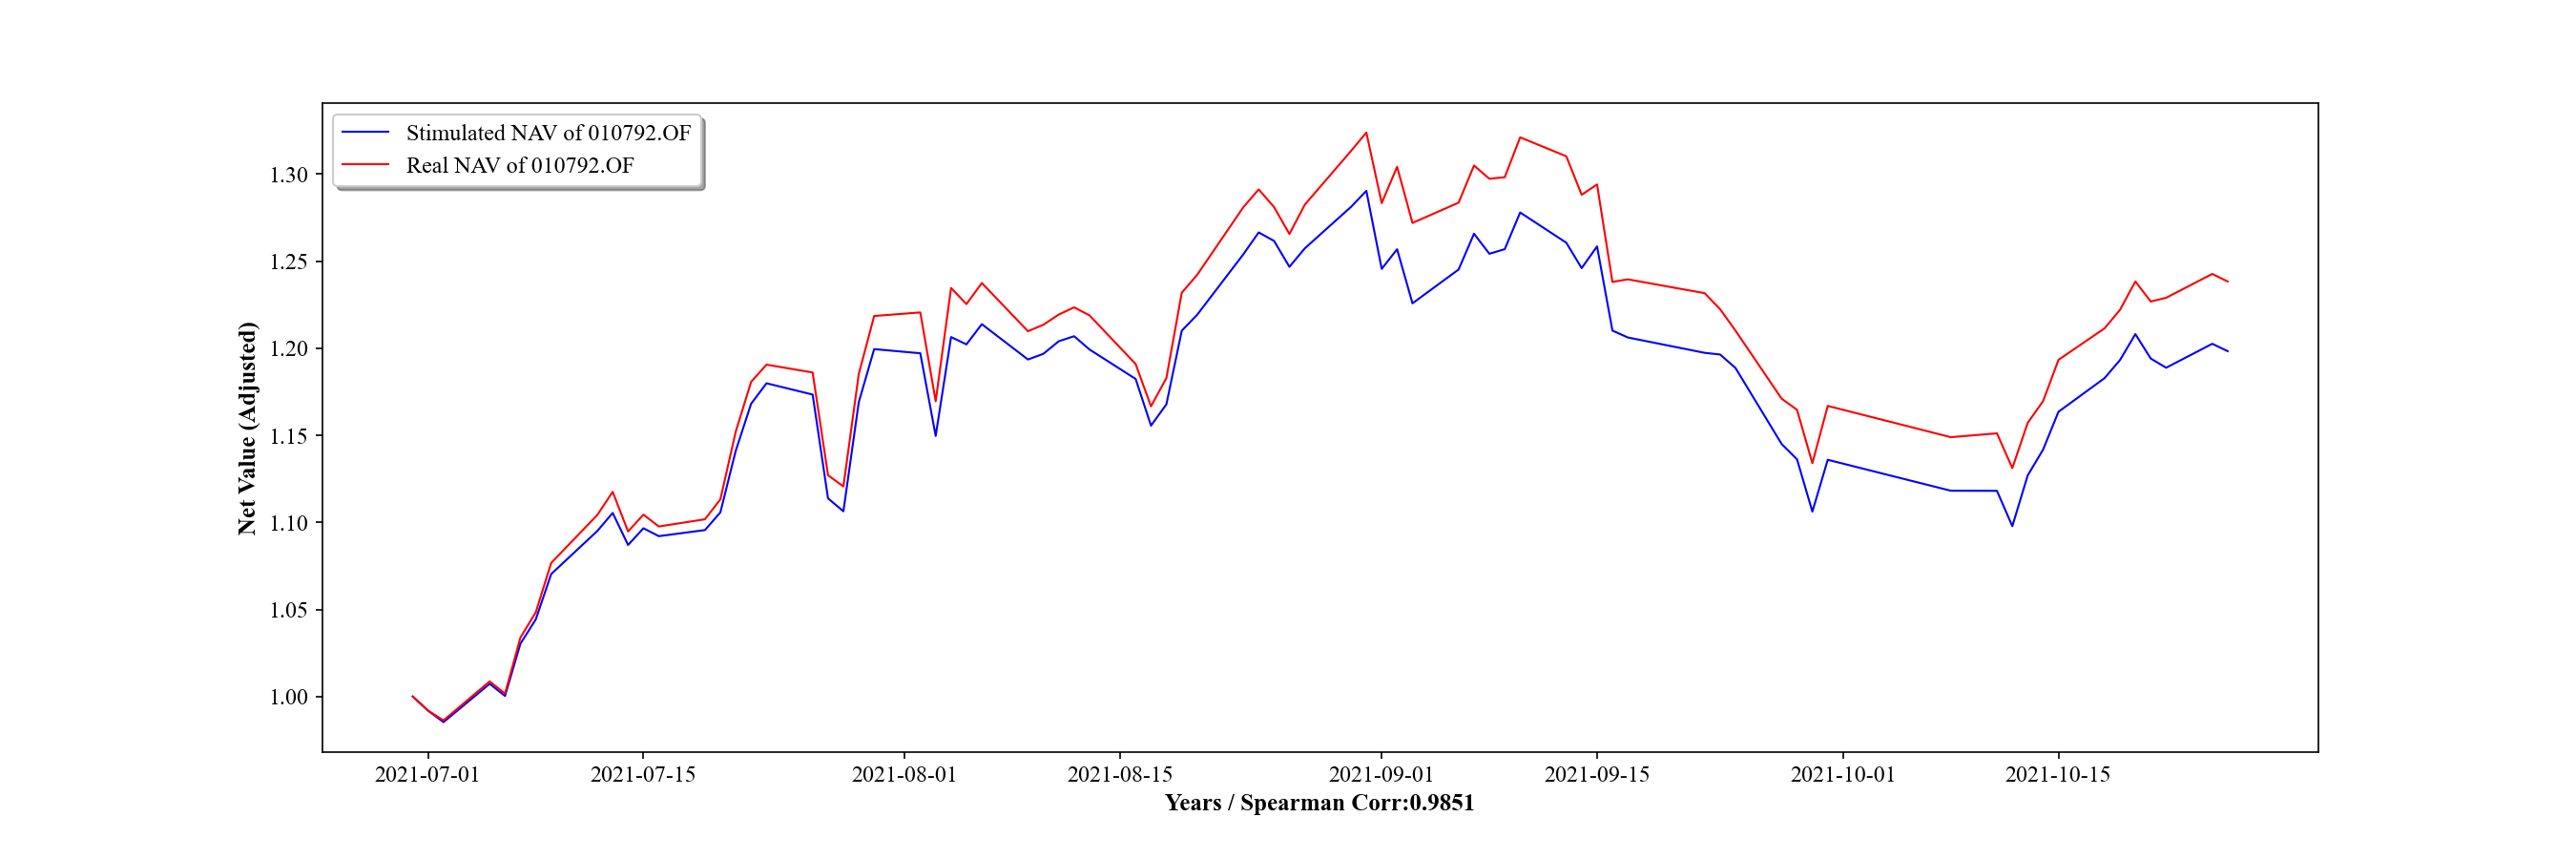 Stimulated NAV of 010792.OF
Real NAV of 010792.OF
1.30
1.25
1.20
1.15
1.10
1.05
1.00
Net Value (Adjusted)
2021-07-01 2021-07-15 2021-08-01 2021-08-15 2021-09-01 2021-09-15 2021-10-01 2021-10-15
Years / Spearman Corr:0.9851